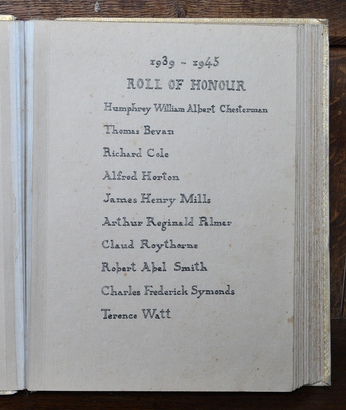 1939 - 1945
ROLL OF HONOUR
Humphrey William Albert Chesterman
Thomas Bevan
Richard Cole
Alfred Horton
James Henry Mills
Arthur Reginald Palmer
Claud Roythorne
Robert Abel Smith
Charles Frederick Symonds
Terence Watt